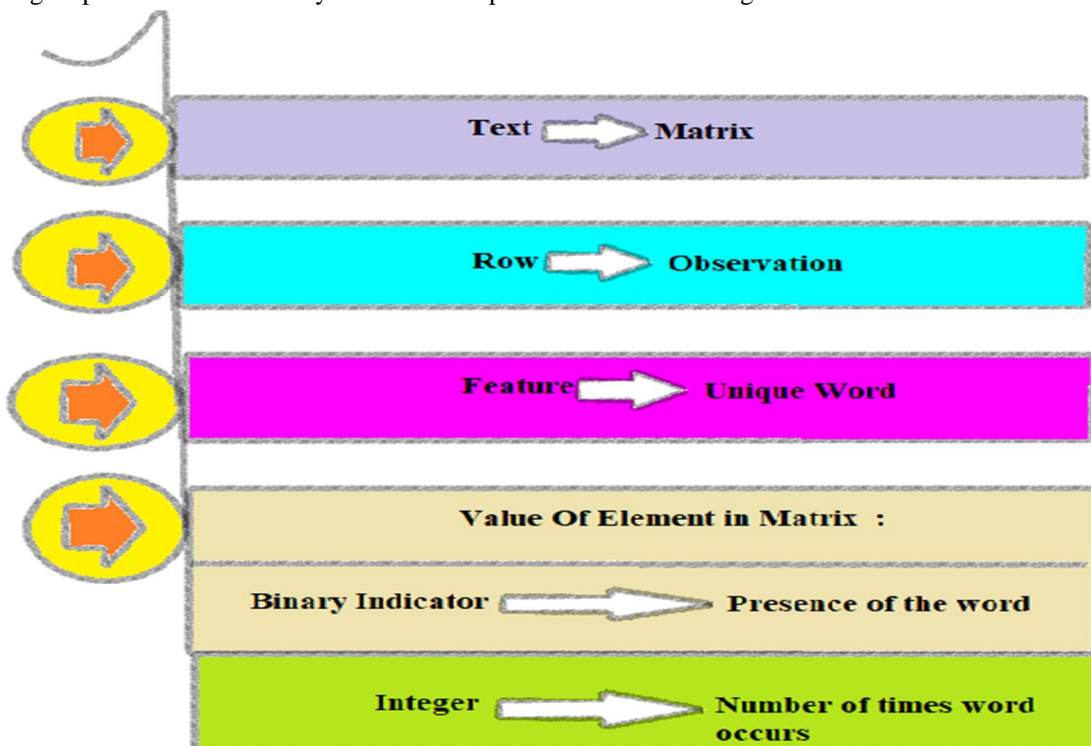 Text Matrix
Row Observation
Feature Unique Word
Value Of Element in Matrix :
Binary Indicator Presence of the word
Integer Number of times word
occurs